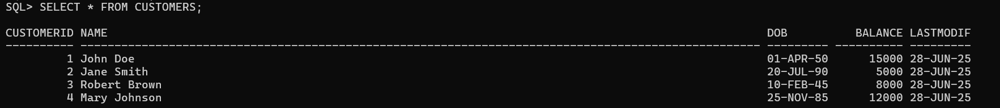 SQL> SELECT * FROM CUSTOMERS;
CUSTOMERID NAME                                                                                                 DOB          BALANCE LASTMODIF
---------- ---------------------------------------------------------------------------------------------------- --------- ---------- ---------
         1 John Doe                                                                                             01-APR-50      15000 28-JUN-25
         2 Jane Smith                                                                                           20-JUL-90       5000 28-JUN-25
         3 Robert Brown                                                                                         10-FEB-45       8000 28-JUN-25
         4 Mary Johnson                                                                                         25-NOV-85      12000 28-JUN-25